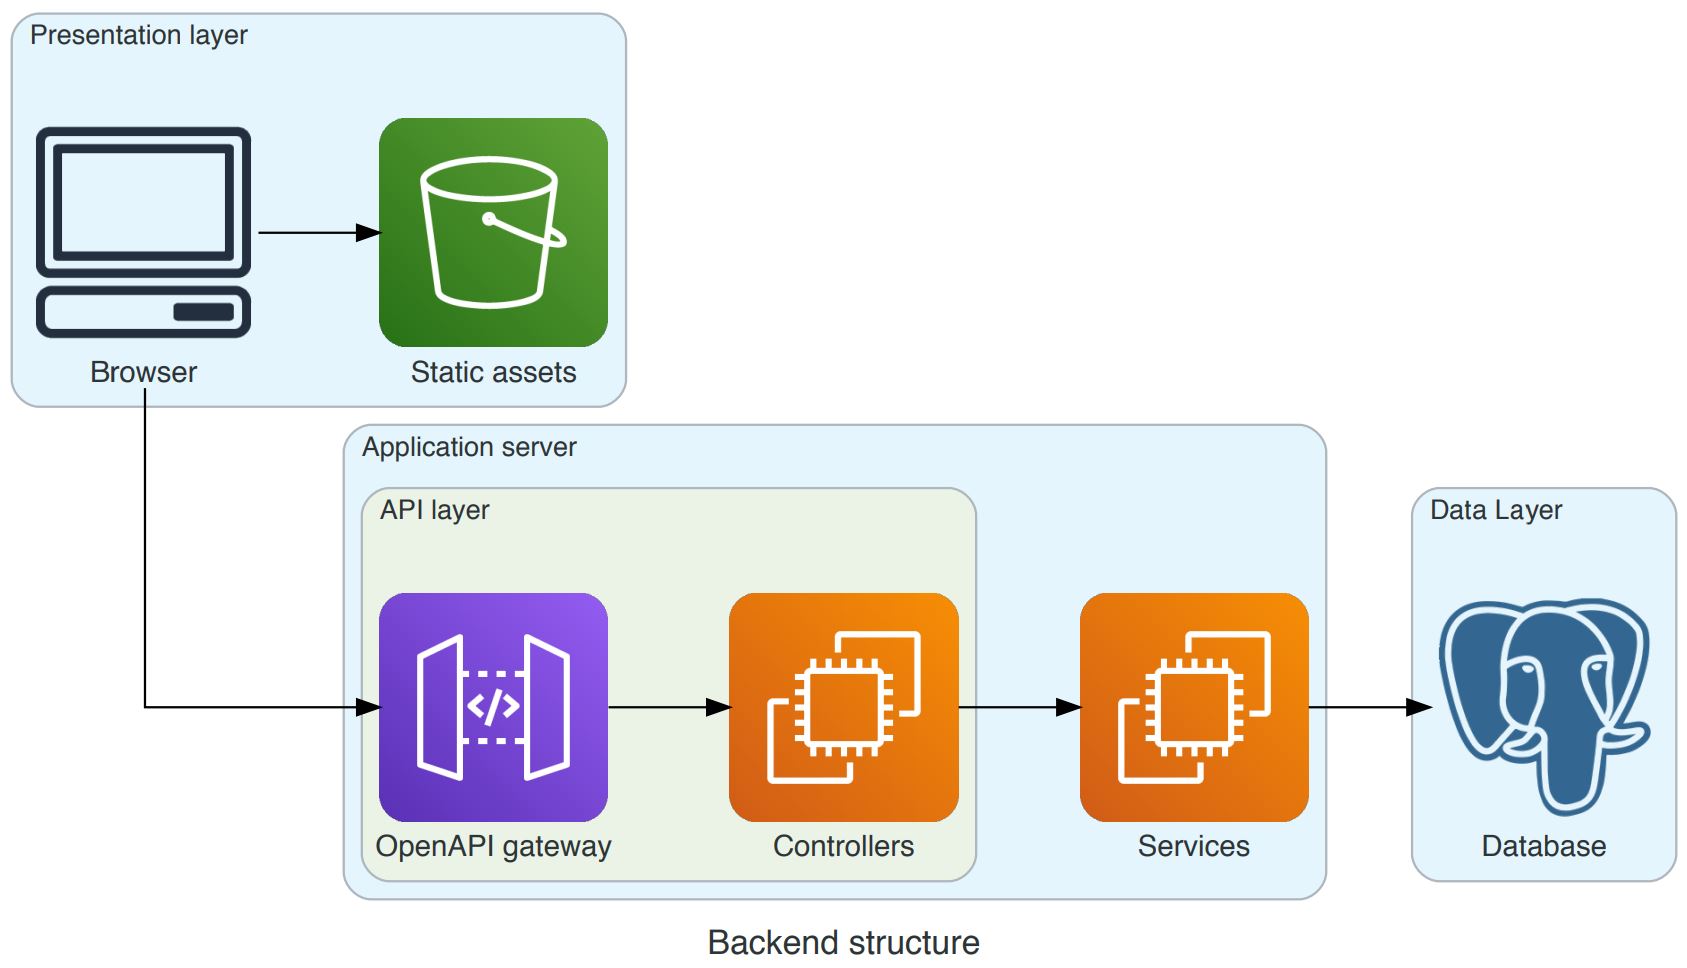 Presentation layer
Browser
Static assets
Application server
API layer
OpenAPI gateway
Controllers
Services
Data Layer
Database
Backend structure